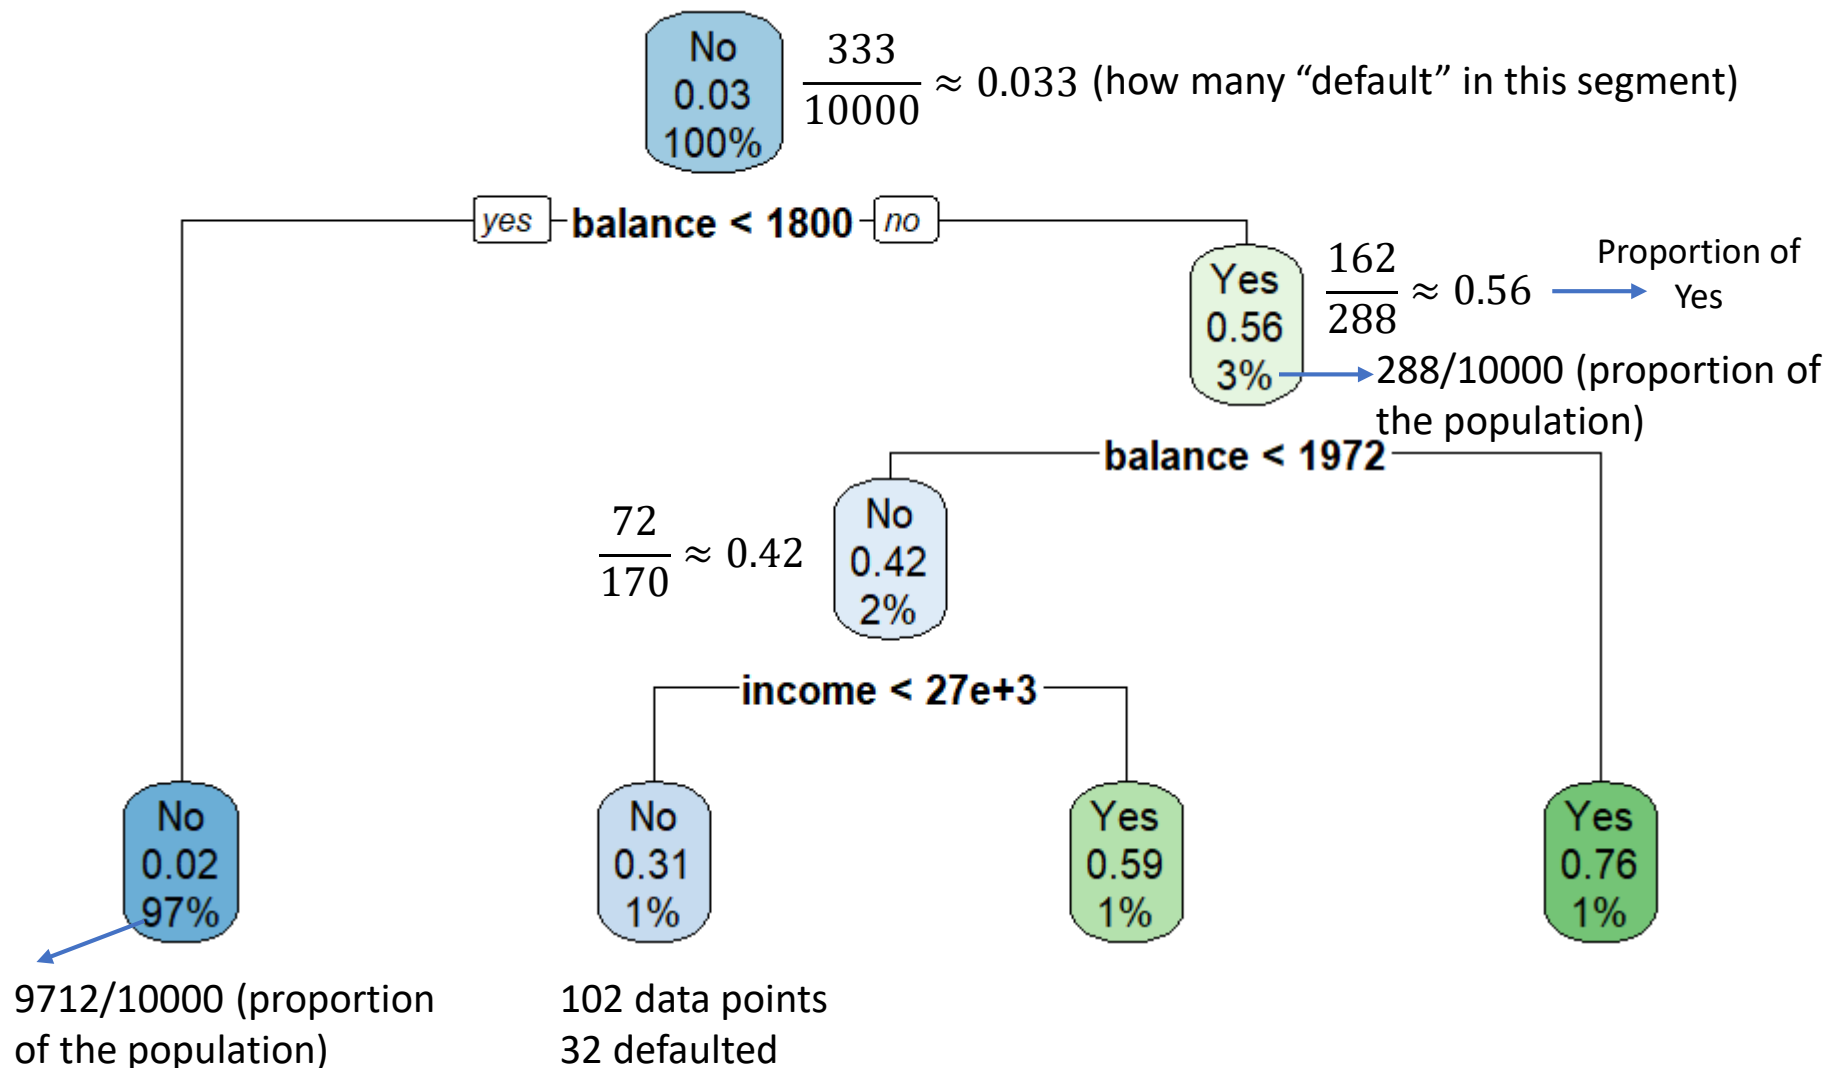 No
0.03
100%
333
10000
≈ 0.033 (how many “default” in this segment)
yes
balance < 1800
no
Yes
0.56
3%
162
288
≈ 0.56
Proportion of
Yes
288/10000 (proportion of
the population)
balance < 1972
72
170
≈ 0.42
No
0.42
2%
income < 27e+3
No
0.02
97%
No
0.31
1%
Yes
0.59
1%
Yes
0.76
1%
9712/10000 (proportion
of the population)
102 data points
32 defaulted